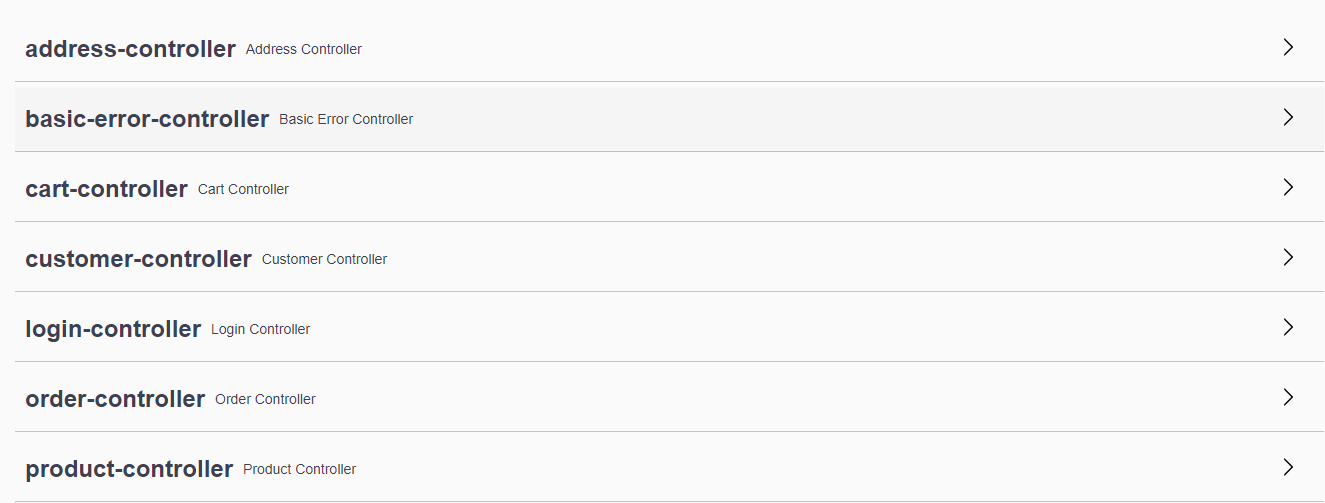 address-controller Address Controller
basic-error-controller Basic Error Controller
cart-controller Cart Controller
customer-controller Customer Controller
login-controller Login Controller
order-controller Order Controller
product-controller Product Controller